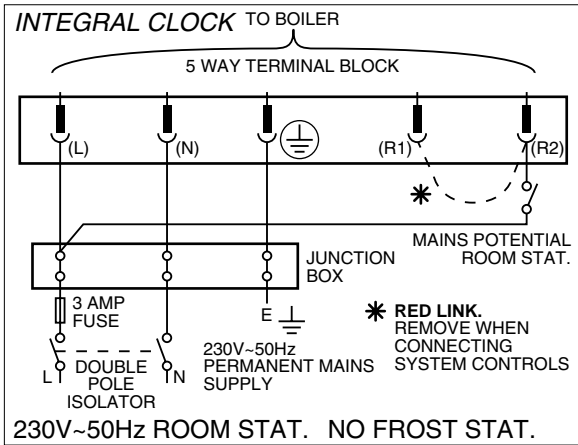 INTEGRAL CLOCK TO BOILER
5 WAY TERMINAL BLOCK
(L) (N) (R1) (R2)
MAINS POTENTIAL
ROOM STAT.
JUNCTION
BOX
3 AMP
FUSE
E
✱ RED LINK.
REMOVE WHEN
CONNECTING
SYSTEM CONTROLS
230V~50Hz
PERMANENT MAINS
SUPPLY
L DOUBLE N
POLE
ISOLATOR
230V~50Hz ROOM STAT. NO FROST STAT.